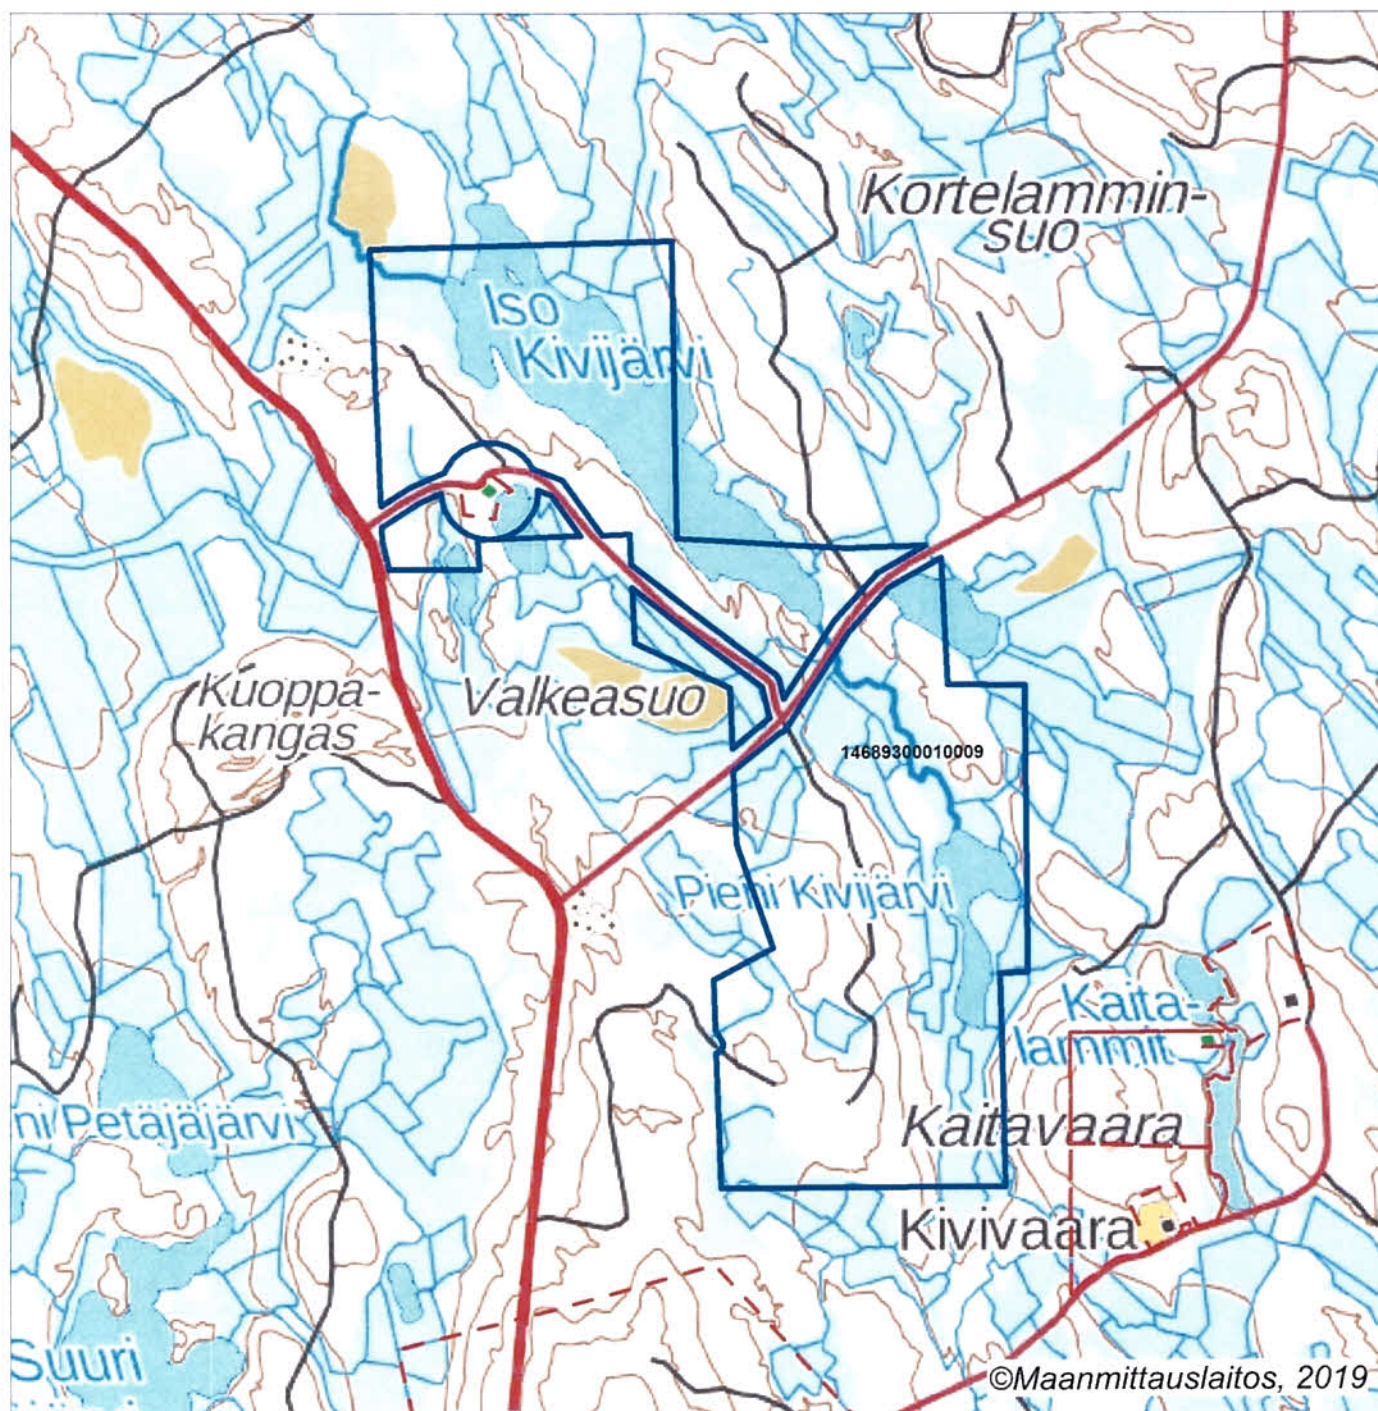 Kortelammin-
suo
Iso
Kivijärvi
Kuoppa-
kangas
Valkeasuo
14689300010009
Pieni Kivijärvi
Kaita-
lammit
ni Petäjäjärvi
Kaitavaara
Kivivaara
Suuri
©Maanmittauslaitos, 2019